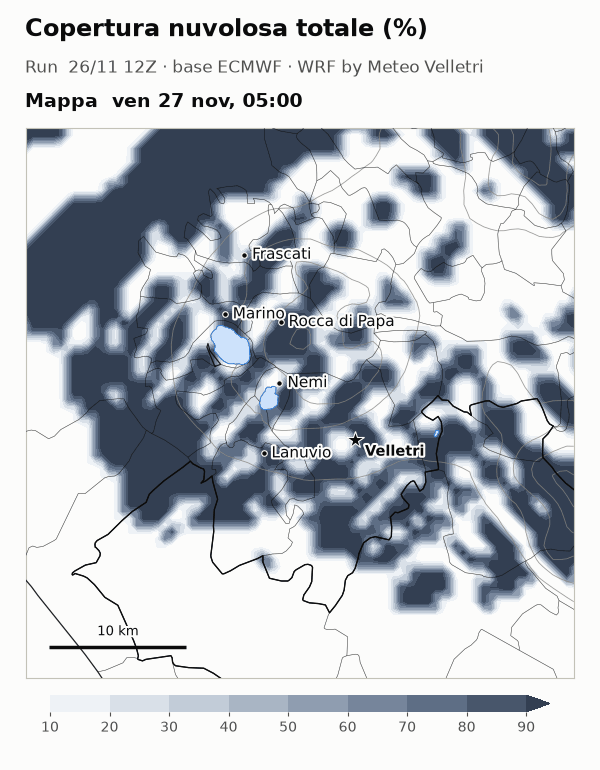 Copertura nuvolosa totale (%)
Run  26/11 12Z · base ECMWF · WRF by Meteo Velletri
Mappa  ven 27 nov, 05:00
Frascati
Marino
Rocca di Papa
Nemi
Velletri
Lanuvio
10 km
10 20 30 40 50 60 70 80 90